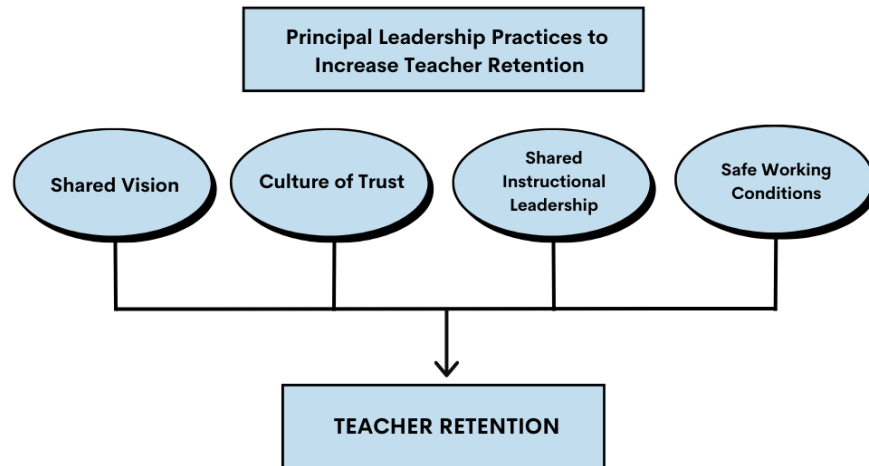 Principal Leadership Practices to
Increase Teacher Retention
Shared Vision
Culture of Trust
Shared
Instructional
Leadership
Safe Working
Conditions
TEACHER RETENTION